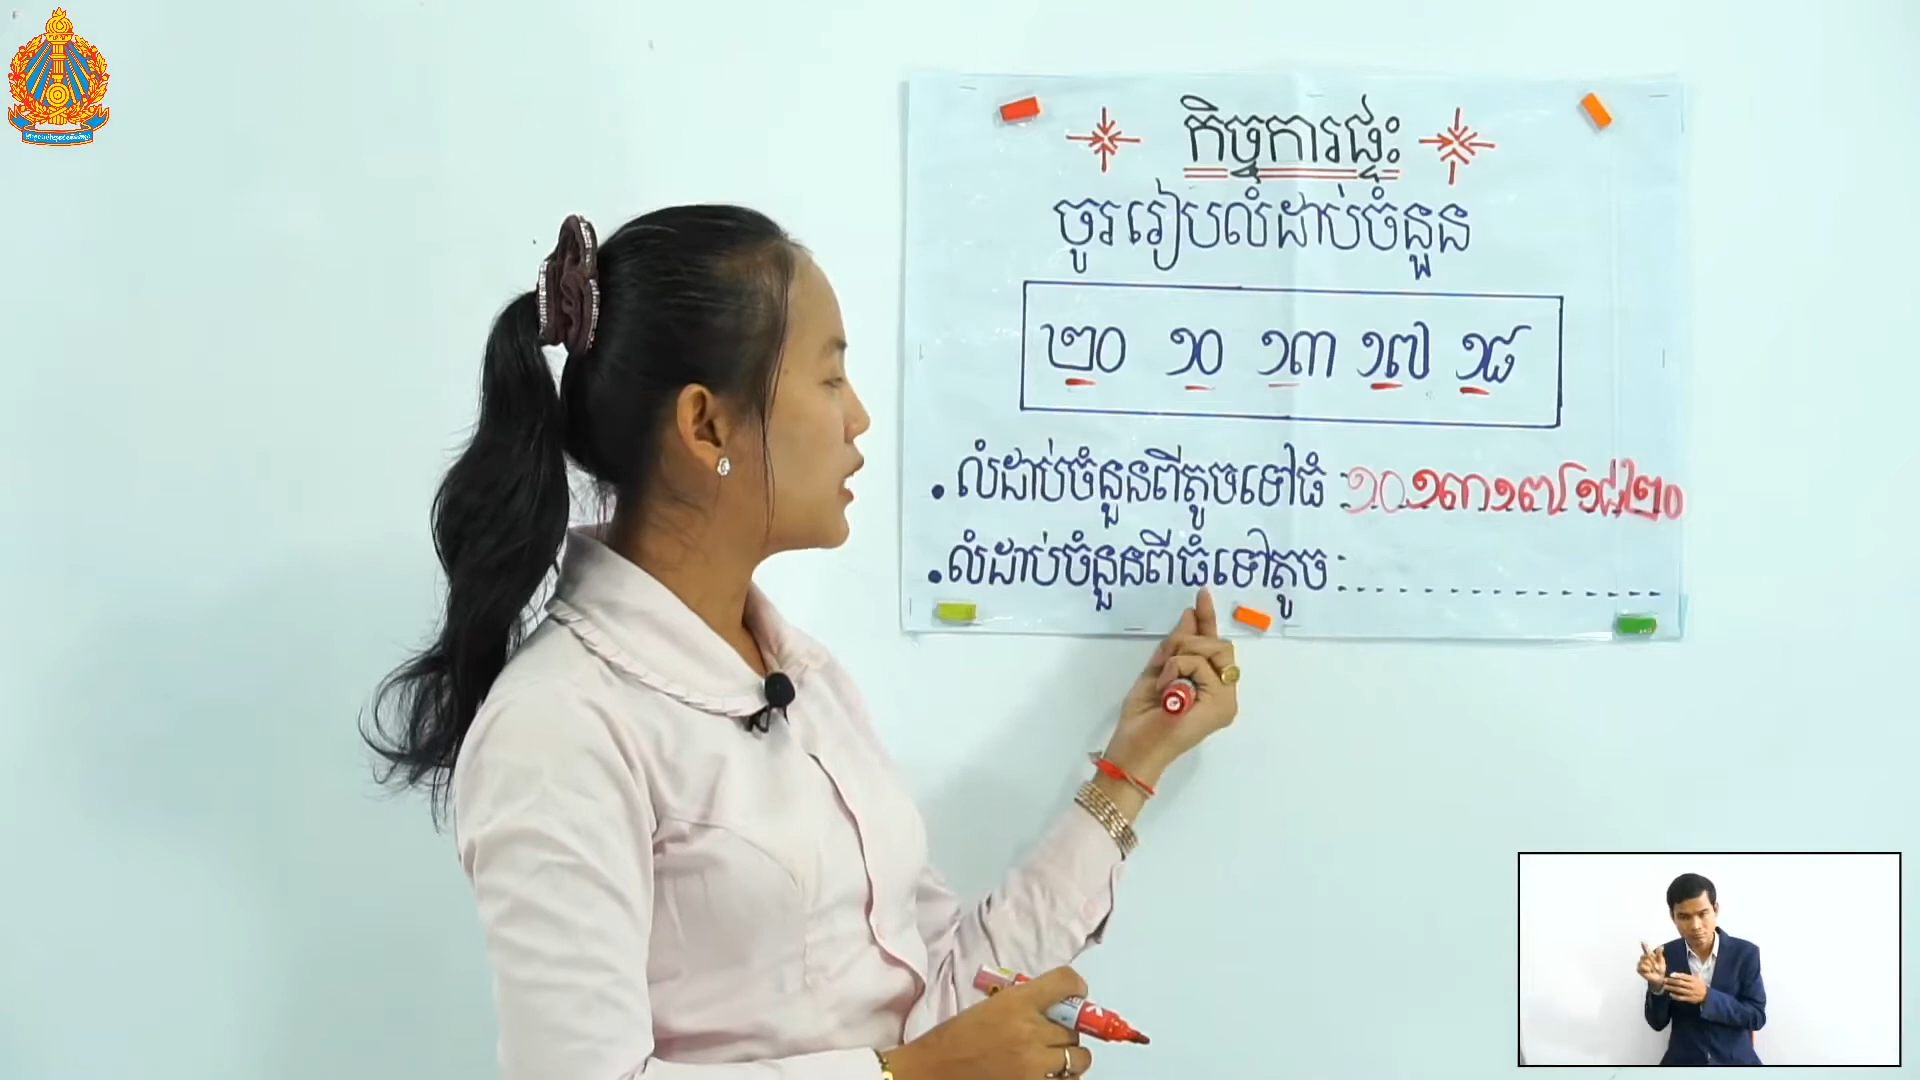 កិច្ចការផ្ទះ
ចូររៀបលំដាប់ចំនួន
២០ ១០ ១៣ ១៧ ១៨
• លំដាប់ចំនួនពីតូចទៅធំ : ១០ ១៣ ១៧ ១៨ ២០
• លំដាប់ចំនួនពីធំទៅតូច : ..................